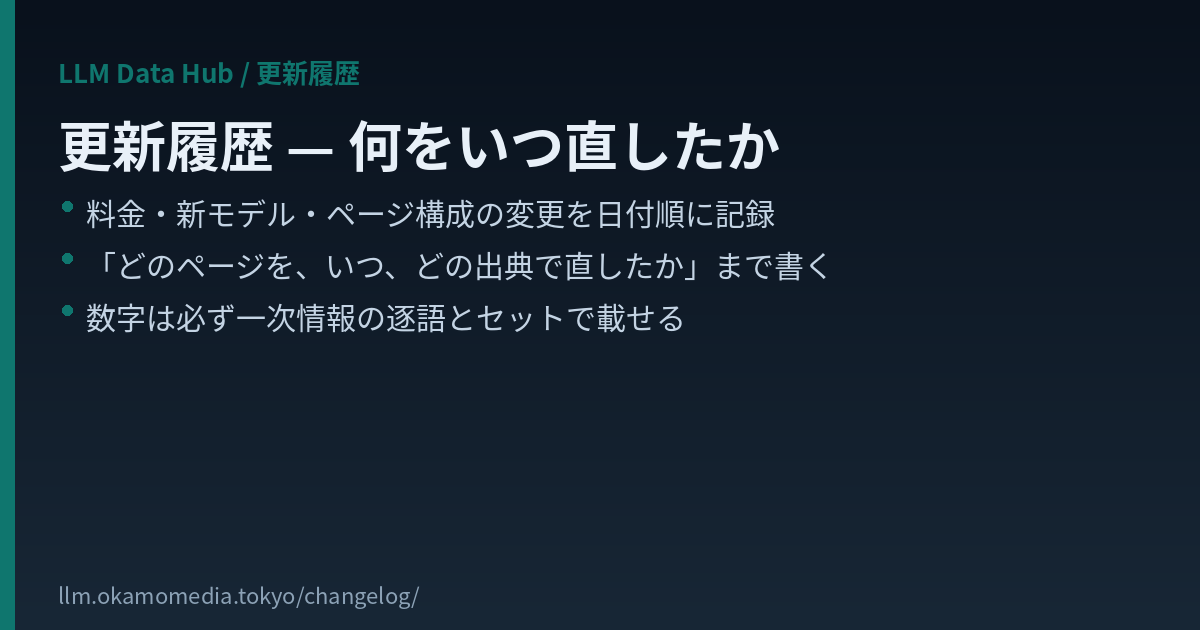 LLM Data Hub / 更新履歴
更新履歴 — 何をいつ直したか
• 料金・新モデル・ページ構成の変更を日付順に記録
• 「どのページを、いつ、どの出典で直したか」まで書く
• 数字は必ず一次情報の逐語とセットで載せる
llm.okamomedia.tokyo/changelog/